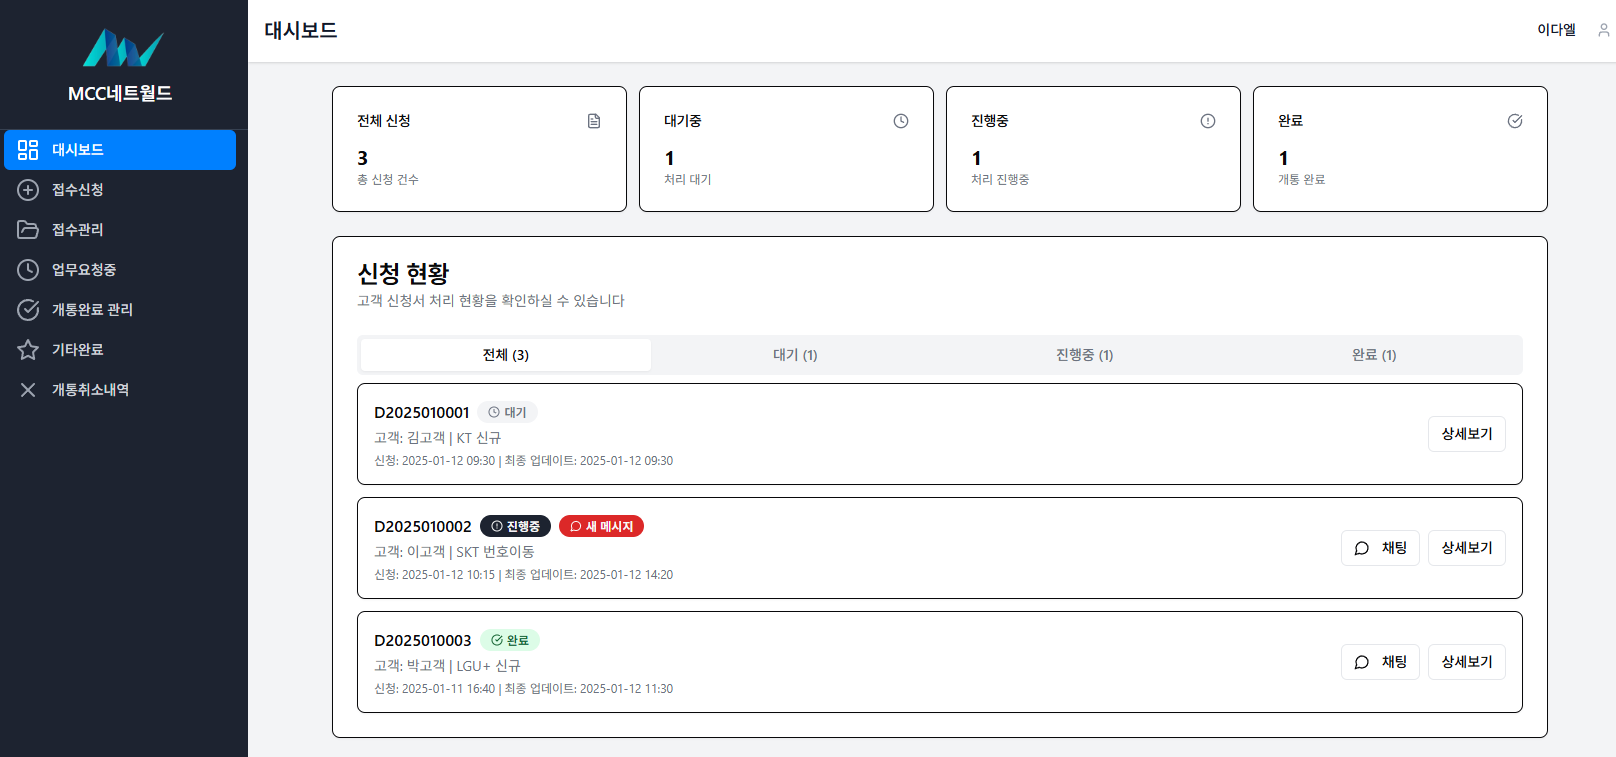 MCC네트월드
대시보드
접수신청
접수관리
업무요청중
개통완료 관리
기타완료
개통취소내역
대시보드
이다엘
전체 신청
3
총 신청 건수
대기중
1
처리 대기
진행중
1
처리 진행중
완료
1
개통 완료
신청 현황
고객 신청서 처리 현황을 확인하실 수 있습니다
전체 (3)
대기 (1)
진행중 (1)
완료 (1)
D2025010001 대기
고객: 김고객 | KT 신규
신청: 2025-01-12 09:30 | 최종 업데이트: 2025-01-12 09:30
상세보기
D2025010002 진행중 새 메시지
고객: 이고객 | SKT 번호이동
신청: 2025-01-12 10:15 | 최종 업데이트: 2025-01-12 14:20
채팅 상세보기
D2025010003 완료
고객: 박고객 | LGU+ 신규
신청: 2025-01-11 16:40 | 최종 업데이트: 2025-01-12 11:30
채팅 상세보기